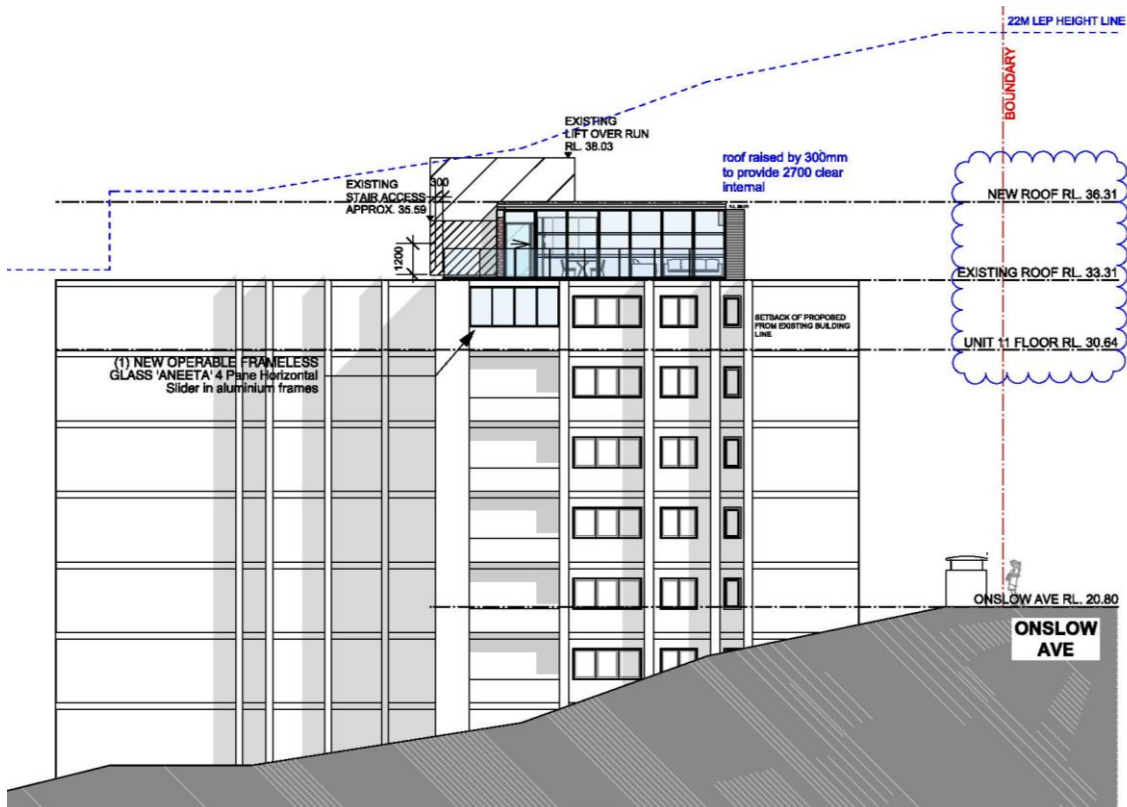 22M LEP HEIGHT LINE
BOUNDARY
EXISTING
LIFT OVER RUN
RL. 38.03
roof raised by 300mm
to provide 2700 clear
internal
EXISTING
STAIR ACCESS
APPROX. 35.59
300
NEW ROOF RL. 36.31
1200
EXISTING ROOF RL. 33.31
SETBACK OF PROPOSED
FROM EXISTING BUILDING
LINE
UNIT 11 FLOOR RL. 30.64
(1) NEW OPERABLE FRAMELESS
GLASS 'ANEETA' 4 Pane Horizontal
Slider in aluminium frames
ONSLOW AVE RL. 20.80
ONSLOW
AVE